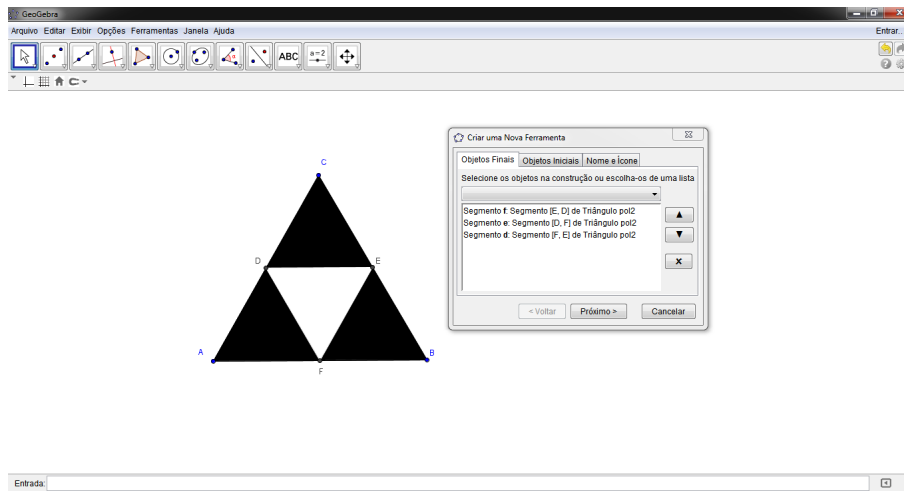 GeoGebra
Arquivo Editar Exibir Opções Ferramentas Janela Ajuda
Entrar...
ABC
a=2
C
D
E
A
B
F
Criar uma Nova Ferramenta
Objetos Finais Objetos Iniciais Nome e Ícone
Selecione os objetos na construção ou escolha-os de uma lista
Segmento f: Segmento [E, D] de Triângulo pol2
Segmento e: Segmento [D, F] de Triângulo pol2
Segmento d: Segmento [F, E] de Triângulo pol2
< Voltar Próximo > Cancelar
Entrada: